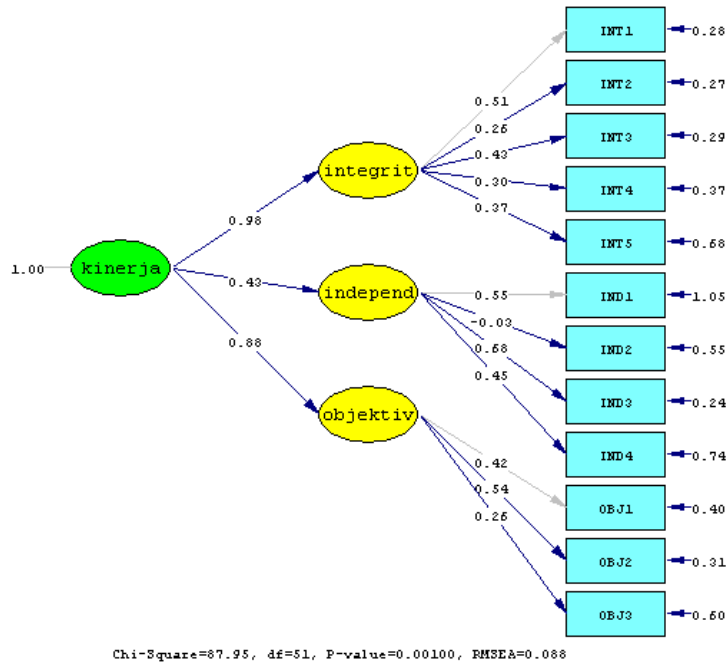 INT1
0.28
INT2
0.27
0.51
0.26
INT3
0.29
0.43
integrit
0.30
INT4
0.37
0.37
0.98
INT5
0.68
1.00
kinerja
0.43
independ
0.55
IND1
1.05
-0.03
0.88
0.68
IND2
0.55
0.45
IND3
0.24
objektiv
IND4
0.74
0.42
0.54
OBJ1
0.40
0.26
OBJ2
0.31
OBJ3
0.60
Chi-Square=87.95, df=51, P-value=0.00100, RMSEA=0.088